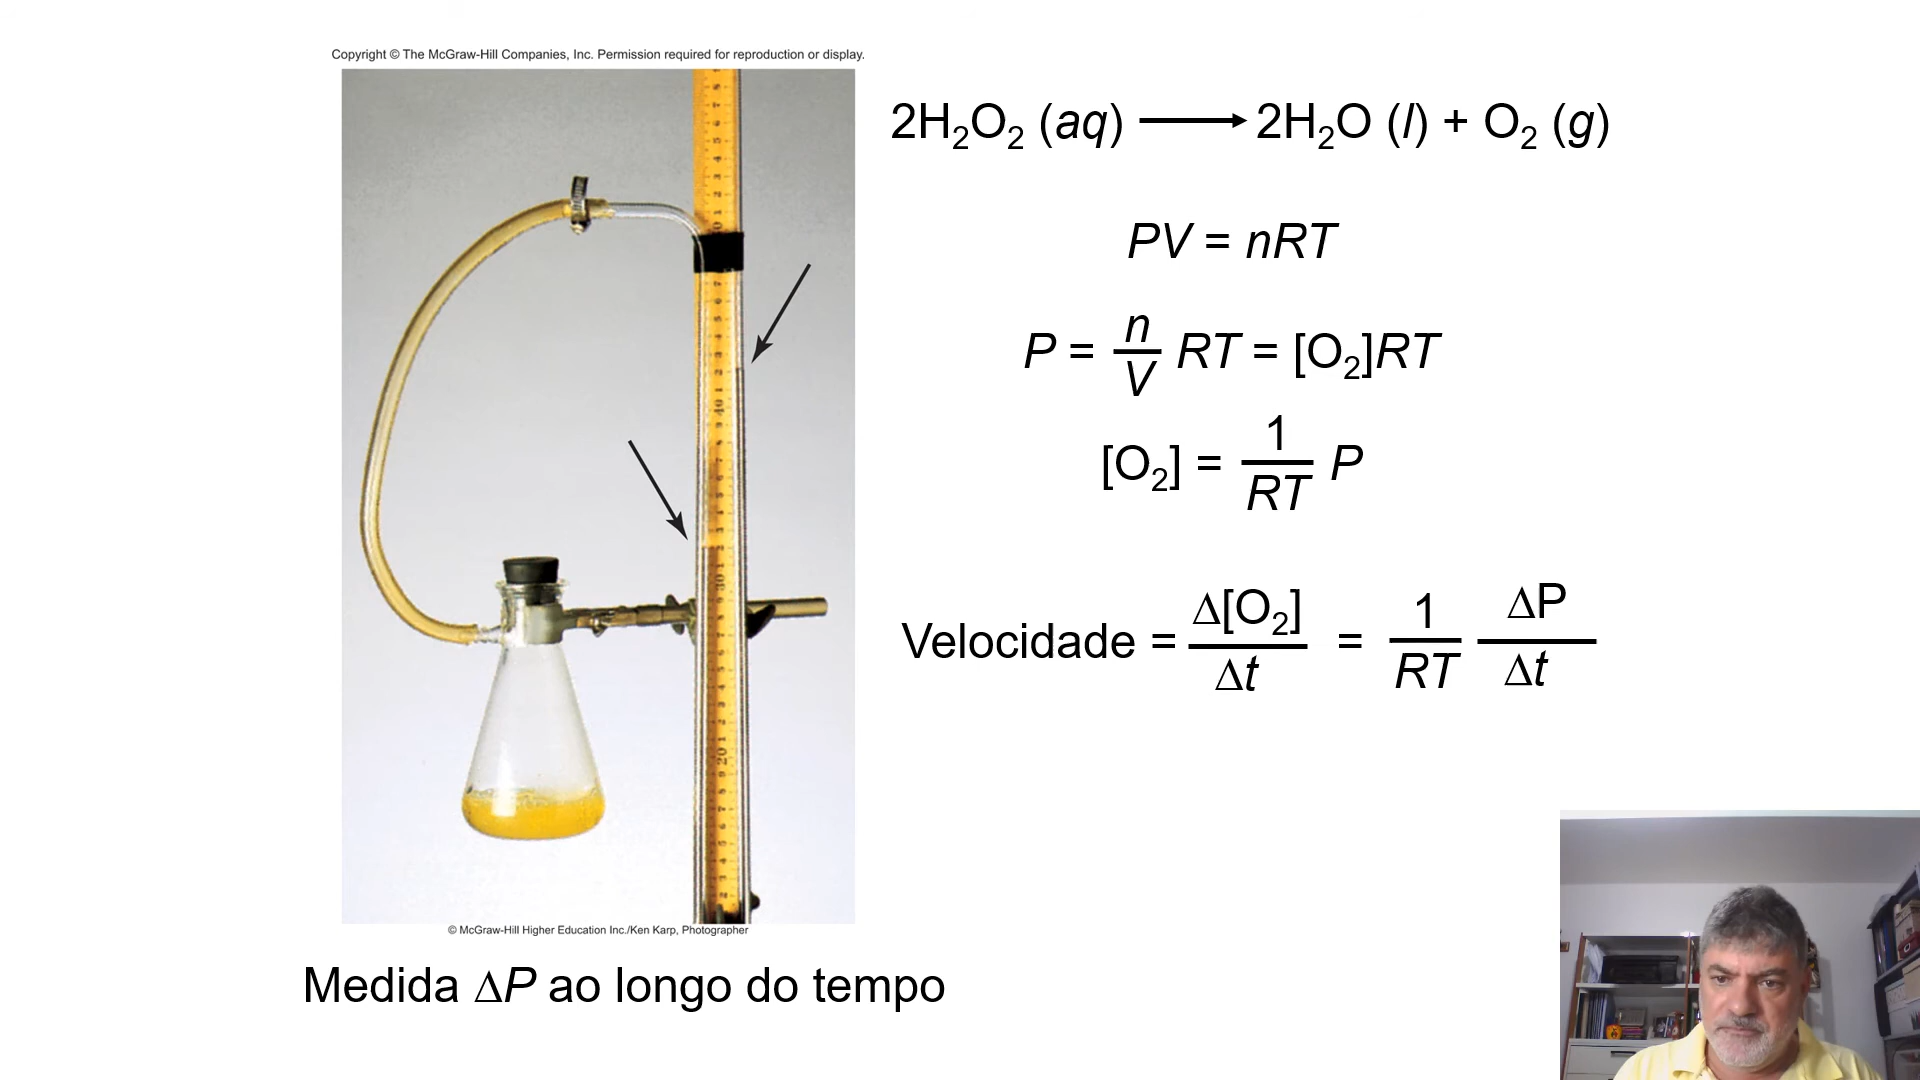 Copyright © The McGraw-Hill Companies, Inc. Permission required for reproduction or display.
2H₂O₂ (aq) ⟶ 2H₂O (l) + O₂ (g)
PV = nRT
P = n/V RT = [O₂]RT
[O₂] = 1/RT P
Velocidade = Δ[O₂]/Δt = 1/RT ΔP/Δt
© McGraw-Hill Higher Education Inc./Ken Karp, Photographer
Medida ΔP ao longo do tempo